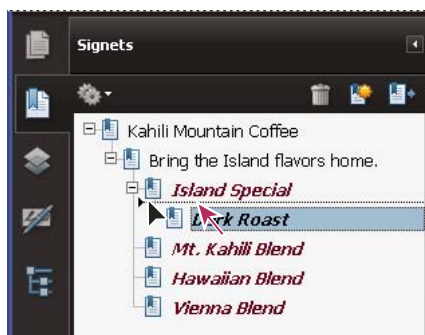 Signets
Kahili Mountain Coffee
Bring the Island flavors home.
Island Special
Dark Roast
Mt. Kahili Blend
Hawaiian Blend
Vienna Blend